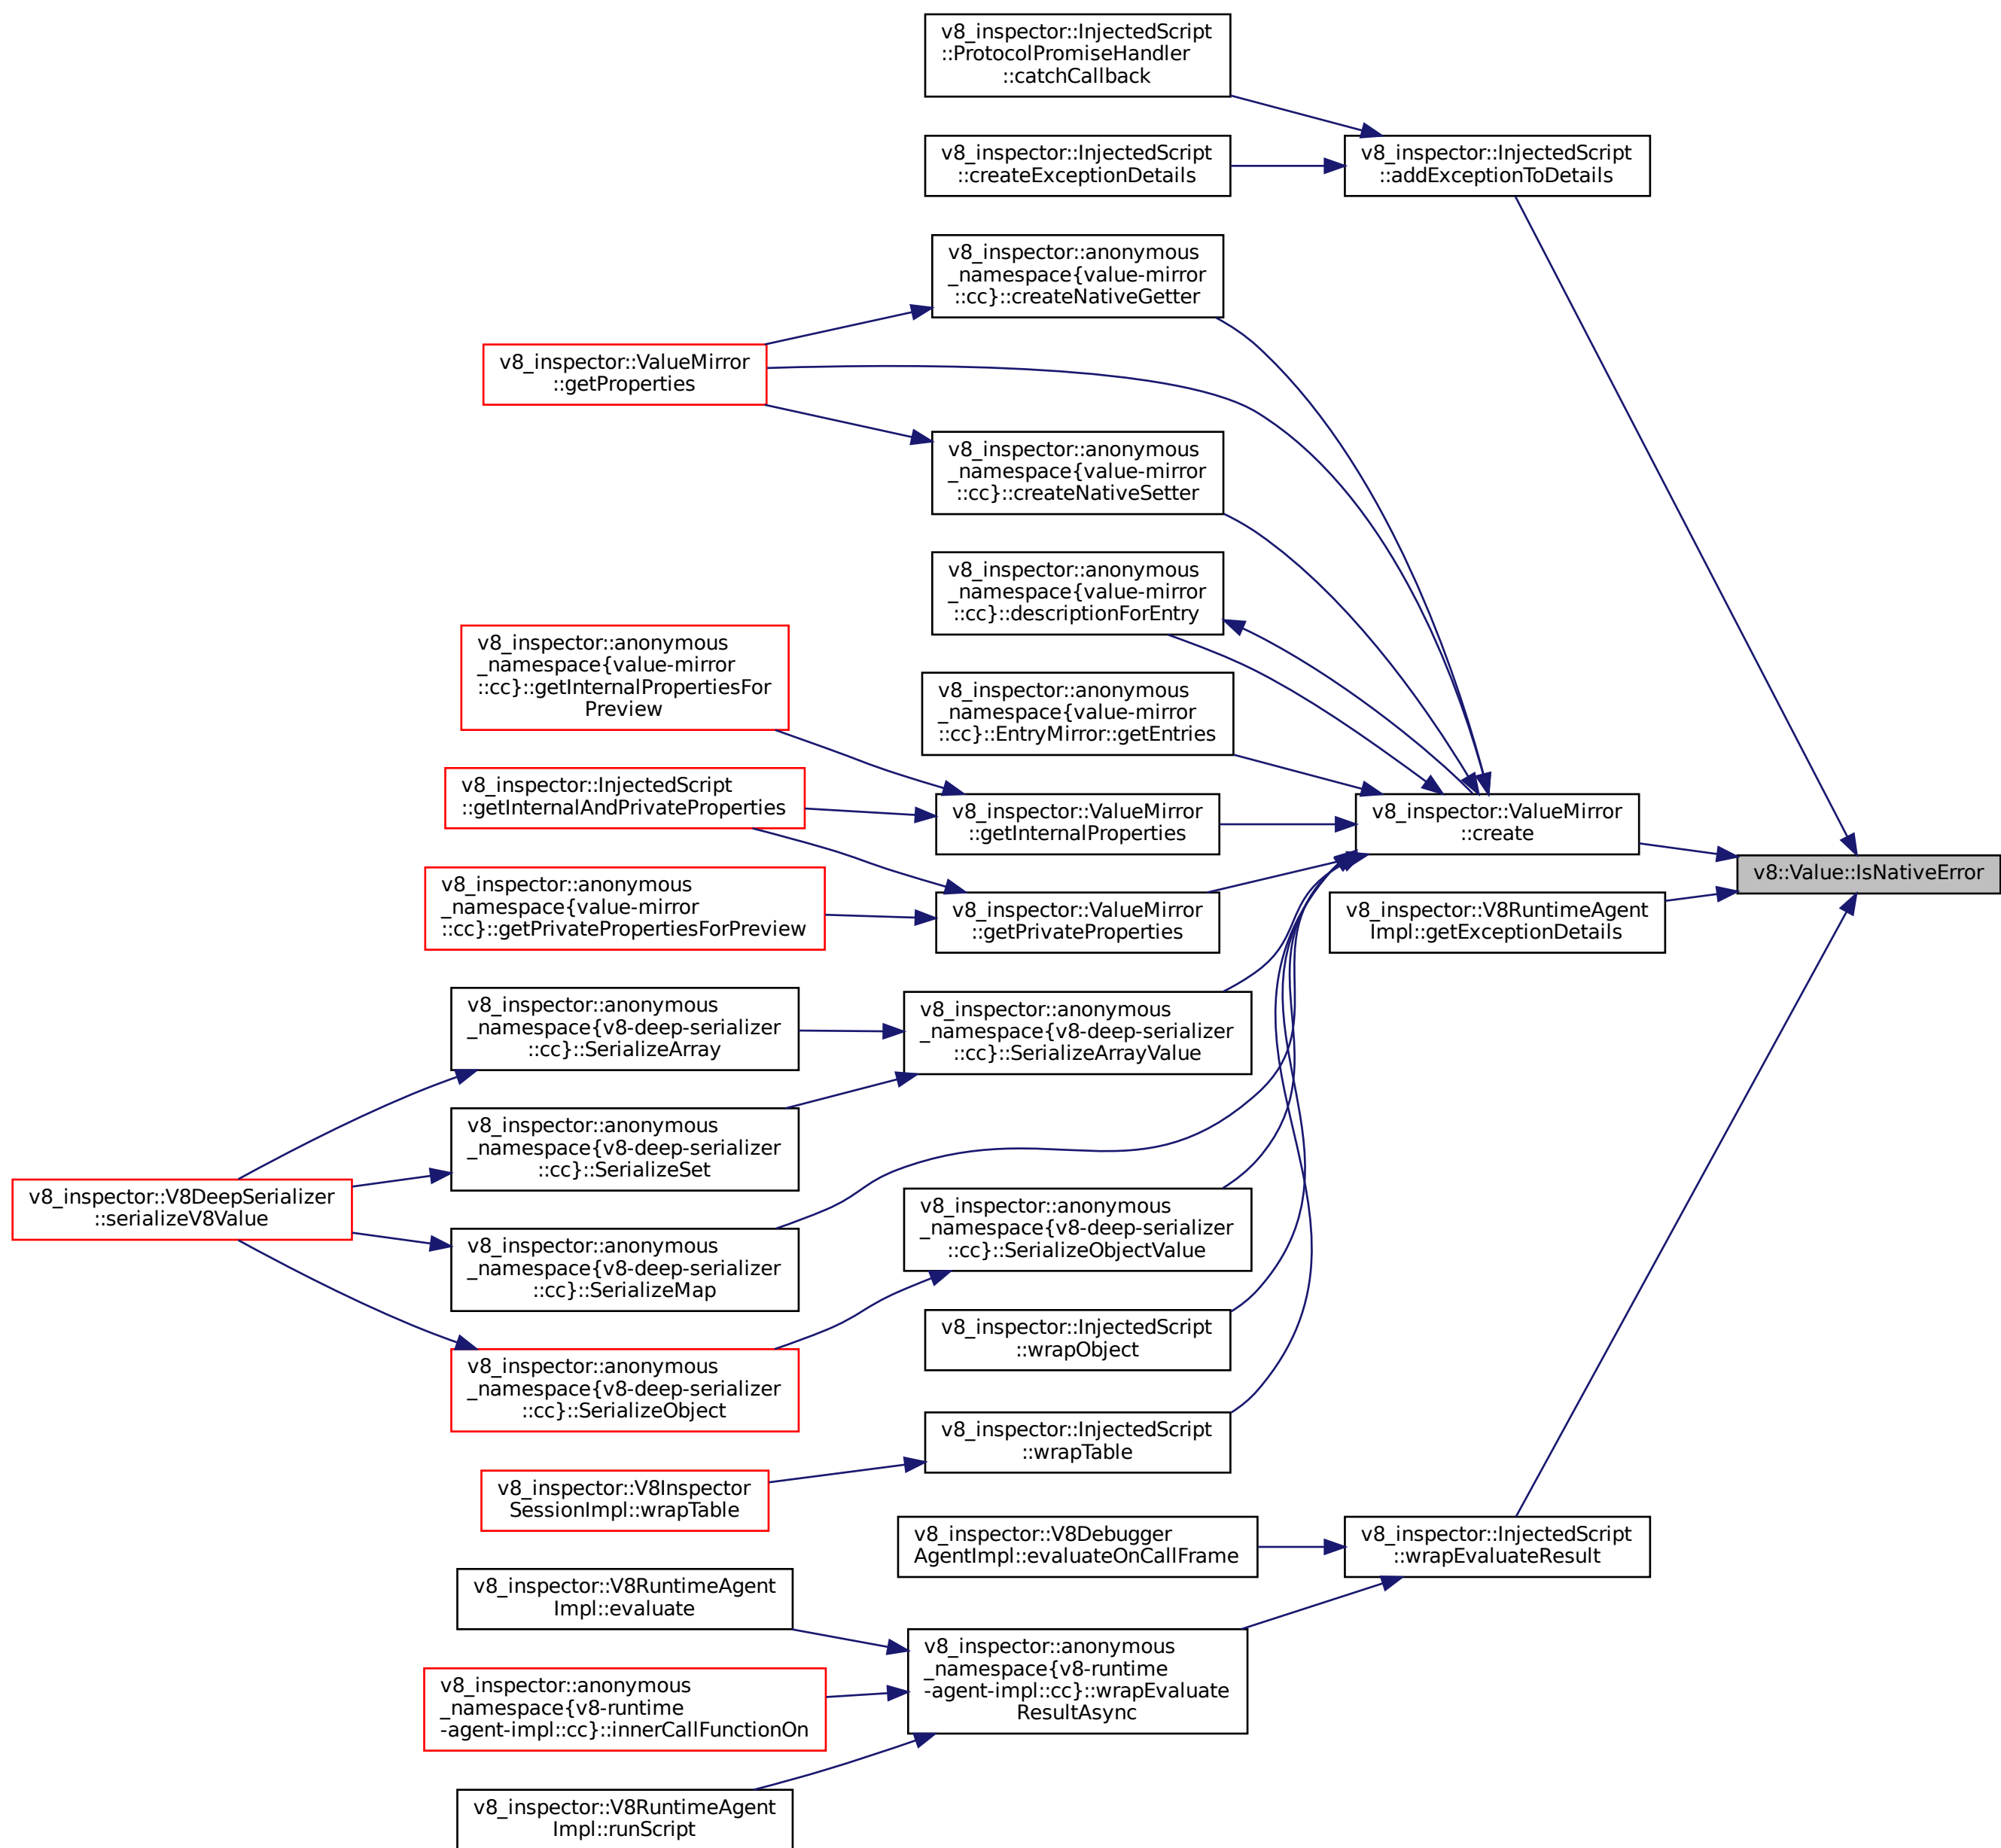 v8_inspector::InjectedScript
::ProtocolPromiseHandler
::catchCallback
v8_inspector::InjectedScript
::createExceptionDetails
v8_inspector::InjectedScript
::addExceptionToDetails
v8_inspector::anonymous
_namespace{value-mirror
::cc}::createNativeGetter
v8_inspector::ValueMirror
::getProperties
v8_inspector::anonymous
_namespace{value-mirror
::cc}::createNativeSetter
v8_inspector::anonymous
_namespace{value-mirror
::cc}::descriptionForEntry
v8_inspector::anonymous
_namespace{value-mirror
::cc}::getInternalPropertiesFor
Preview
v8_inspector::anonymous
_namespace{value-mirror
::cc}::EntryMirror::getEntries
v8_inspector::InjectedScript
::getInternalAndPrivateProperties
v8_inspector::ValueMirror
::getInternalProperties
v8_inspector::ValueMirror
::create
v8::Value::IsNativeError
v8_inspector::anonymous
_namespace{value-mirror
::cc}::getPrivatePropertiesForPreview
v8_inspector::ValueMirror
::getPrivateProperties
v8_inspector::V8RuntimeAgent
Impl::getExceptionDetails
v8_inspector::anonymous
_namespace{v8-deep-serializer
::cc}::SerializeArray
v8_inspector::anonymous
_namespace{v8-deep-serializer
::cc}::SerializeArrayValue
v8_inspector::anonymous
_namespace{v8-deep-serializer
::cc}::SerializeSet
v8_inspector::V8DeepSerializer
::serializeV8Value
v8_inspector::anonymous
_namespace{v8-deep-serializer
::cc}::SerializeObjectValue
v8_inspector::anonymous
_namespace{v8-deep-serializer
::cc}::SerializeMap
v8_inspector::InjectedScript
::wrapObject
v8_inspector::anonymous
_namespace{v8-deep-serializer
::cc}::SerializeObject
v8_inspector::InjectedScript
::wrapTable
v8_inspector::V8Inspector
SessionImpl::wrapTable
v8_inspector::V8Debugger
AgentImpl::evaluateOnCallFrame
v8_inspector::InjectedScript
::wrapEvaluateResult
v8_inspector::V8RuntimeAgent
Impl::evaluate
v8_inspector::anonymous
_namespace{v8-runtime
-agent-impl::cc}::wrapEvaluate
ResultAsync
v8_inspector::anonymous
_namespace{v8-runtime
-agent-impl::cc}::innerCallFunctionOn
v8_inspector::V8RuntimeAgent
Impl::runScript